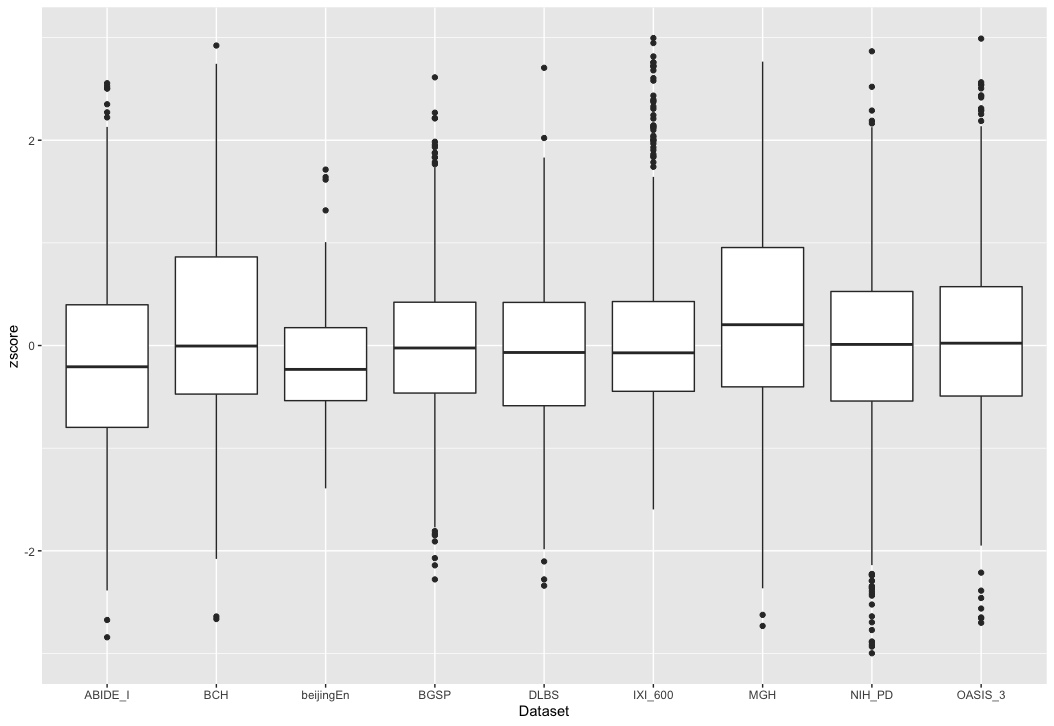 zscore
2
0
-2
ABIDE_I BCH beijingEn BGSP DLBS IXI_600 MGH NIH_PD OASIS_3
Dataset